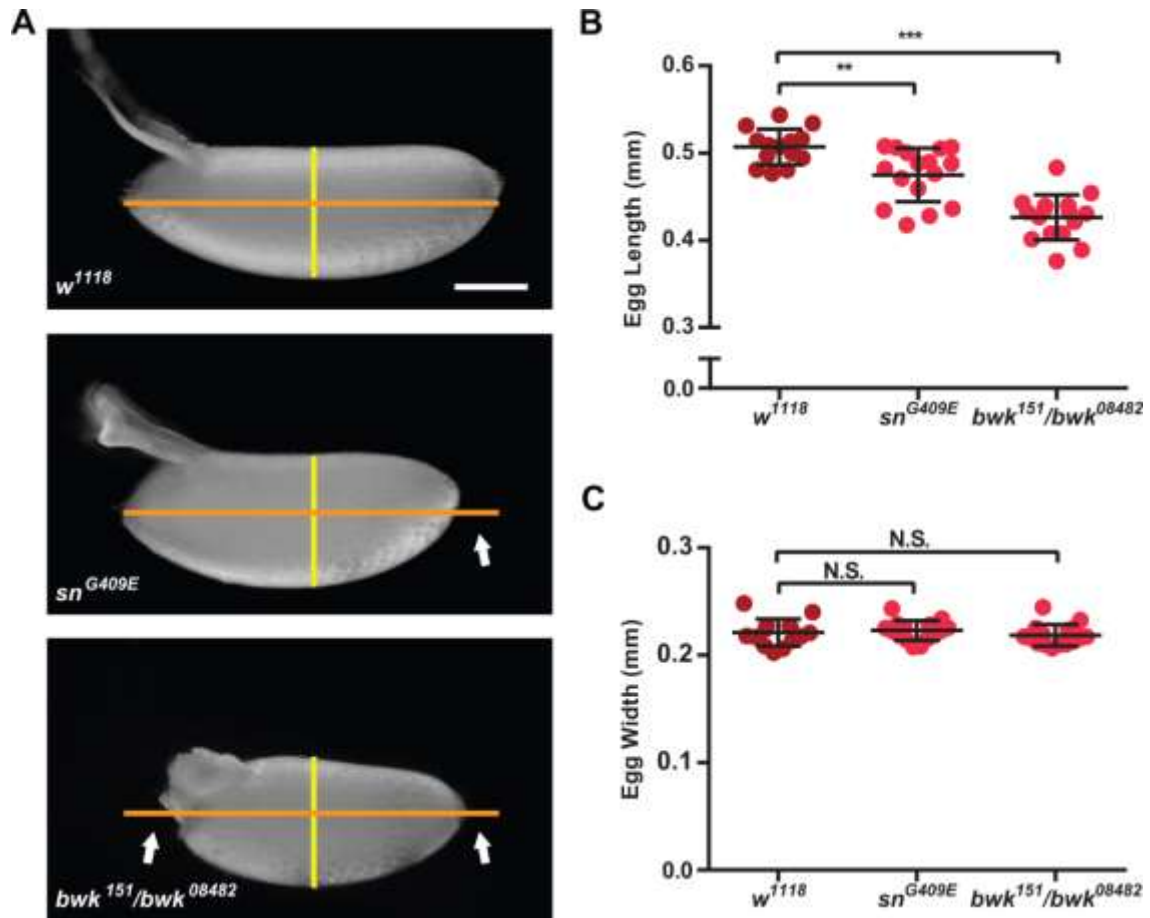 A
w1118
snG409E
bwk151/bwk08482
B
***
**
Egg Length (mm)
0.6
0.5
0.4
0.3
0.0
w1118
snG409E
bwk151/bwk08482
C
N.S.
N.S.
Egg Width (mm)
0.3
0.2
0.1
0.0
w1118
snG409E
bwk151/bwk08482